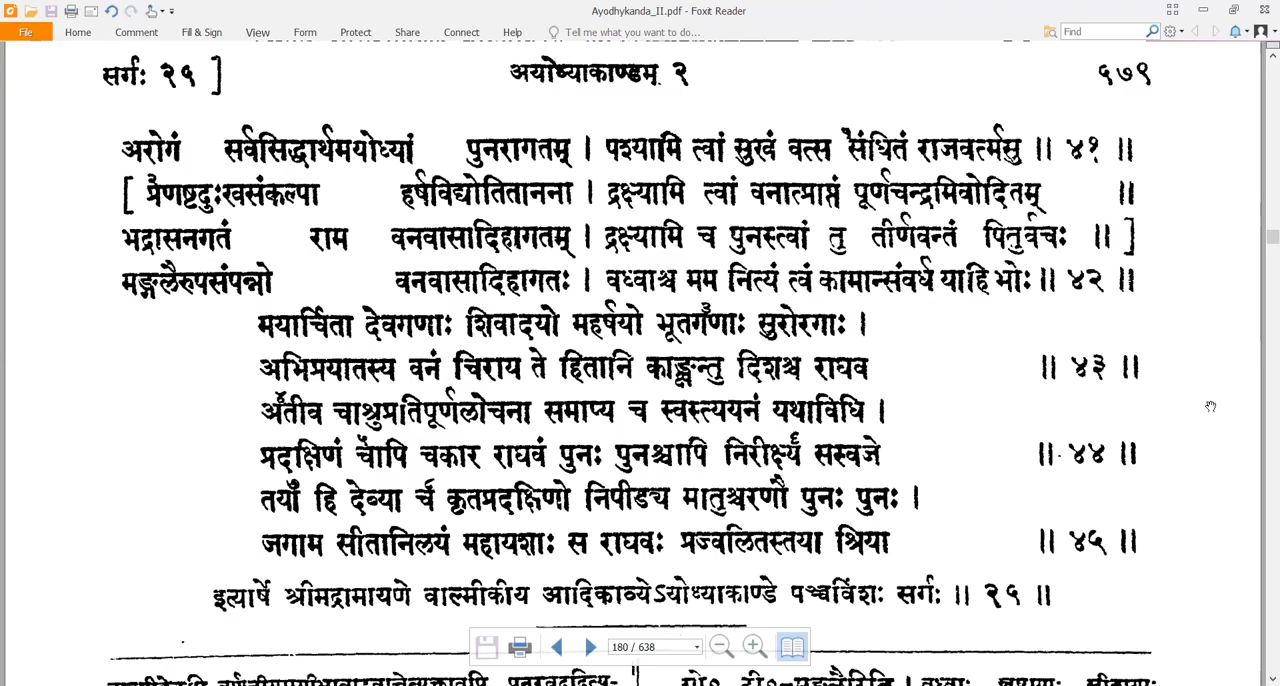 Ayodhykanda_II.pdf - Foxit Reader
File Home Comment Fill & Sign View Form Protect Share Connect Help Tell me what you want to do... Find
सर्गः २५ ] अयोध्याकाण्डम् २ ६७९
अरोगं सर्वसिद्धार्थमयोध्यां पुनरागतम् । पश्यामि त्वां सुखं वत्स संधितं राजवर्त्मसु ॥ ४१ ॥
[ प्रणष्टदुःखसंकल्पा हर्षविद्योतितानना । द्रक्ष्यामि त्वां वनात्प्राप्तं पूर्णचन्द्रमिवोदितम् ॥
भद्रासनगतं राम वनवासादिहागतम् । द्रक्ष्यामि च पुनस्त्वां तु तीर्णवन्तं पितुर्वचः ॥ ]
मङ्गलैरुपसंपन्नो वनवासादिहागतः । वध्वाश्च मम नित्यं त्वं कामान्संवर्ध याहि भोः ॥ ४२ ॥
मयार्चिता देवगणाः शिवादयो महर्षयो भूतगणाः सुरोरगाः ।
अभिप्रयातस्य वनं चिराय ते हितानि काङ्क्षन्तु दिशश्च राघव ॥ ४३ ॥
अतीव चाश्रुप्रतिपूर्णलोचना समाप्य च स्वस्त्ययनं यथाविधि ।
प्रदक्षिणं चापि चकार राघवं पुनः पुनश्चापि निरीक्ष्य सस्वजे ॥ ४४ ॥
तया हि देव्या च कृतप्रदक्षिणो निपीड्य मातुश्चरणौ पुनः पुनः ।
जगाम सीतानिलयं महायशाः स राघवः प्रज्वलितस्तया श्रिया ॥ ४५ ॥
इत्यार्षे श्रीमद्रामायणे वाल्मीकीय आदिकाव्येऽयोध्याकाण्डे पञ्चविंशः सर्गः ॥ २५ ॥
180 / 638